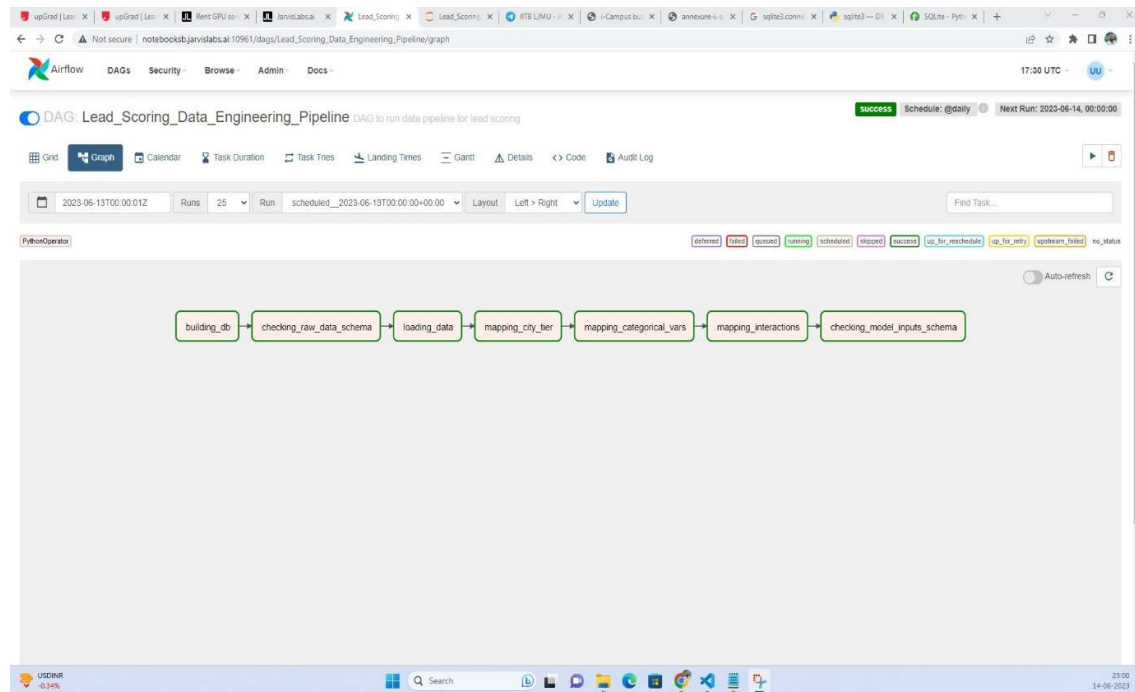 upGrad | Lear
upGrad | Lear
Rent GPU ser
JarvisLabs.ai
Lead_Scoring
Lead_Scoring
IITB LIMU - A
i-Campus bu
sqlite3.conne
sqlite3 — DB
SQLite - Pyth
Not secure | notebooksb.jarvislabs.ai:10961/dags/Lead_Scoring_Data_Engineering_Pipeline/graph
Airflow DAGs Security Browse Admin Docs 17:30 UTC UU
DAG: Lead_Scoring_Data_Engineering_Pipeline DAG to run data pipeline for lead scoring
success Schedule: @daily Next Run: 2023-06-14, 00:00:00
Grid Graph Calendar Task Duration Task Tries Landing Times Gantt Details Code Audit Log
2023-06-13T00:00:01Z Runs 25 Run scheduled__2023-06-13T00:00:00+00:00 Layout Left > Right Update Find Task...
PythonOperator deferred failed queued running scheduled skipped success up_for_reschedule up_for_retry upstream_failed no_status
Auto-refresh
building_db checking_raw_data_schema loading_data mapping_city_tier mapping_categorical_vars mapping_interactions checking_model_inputs_schema
USDINR
-0.34%
Search
23:00
14-06-2023